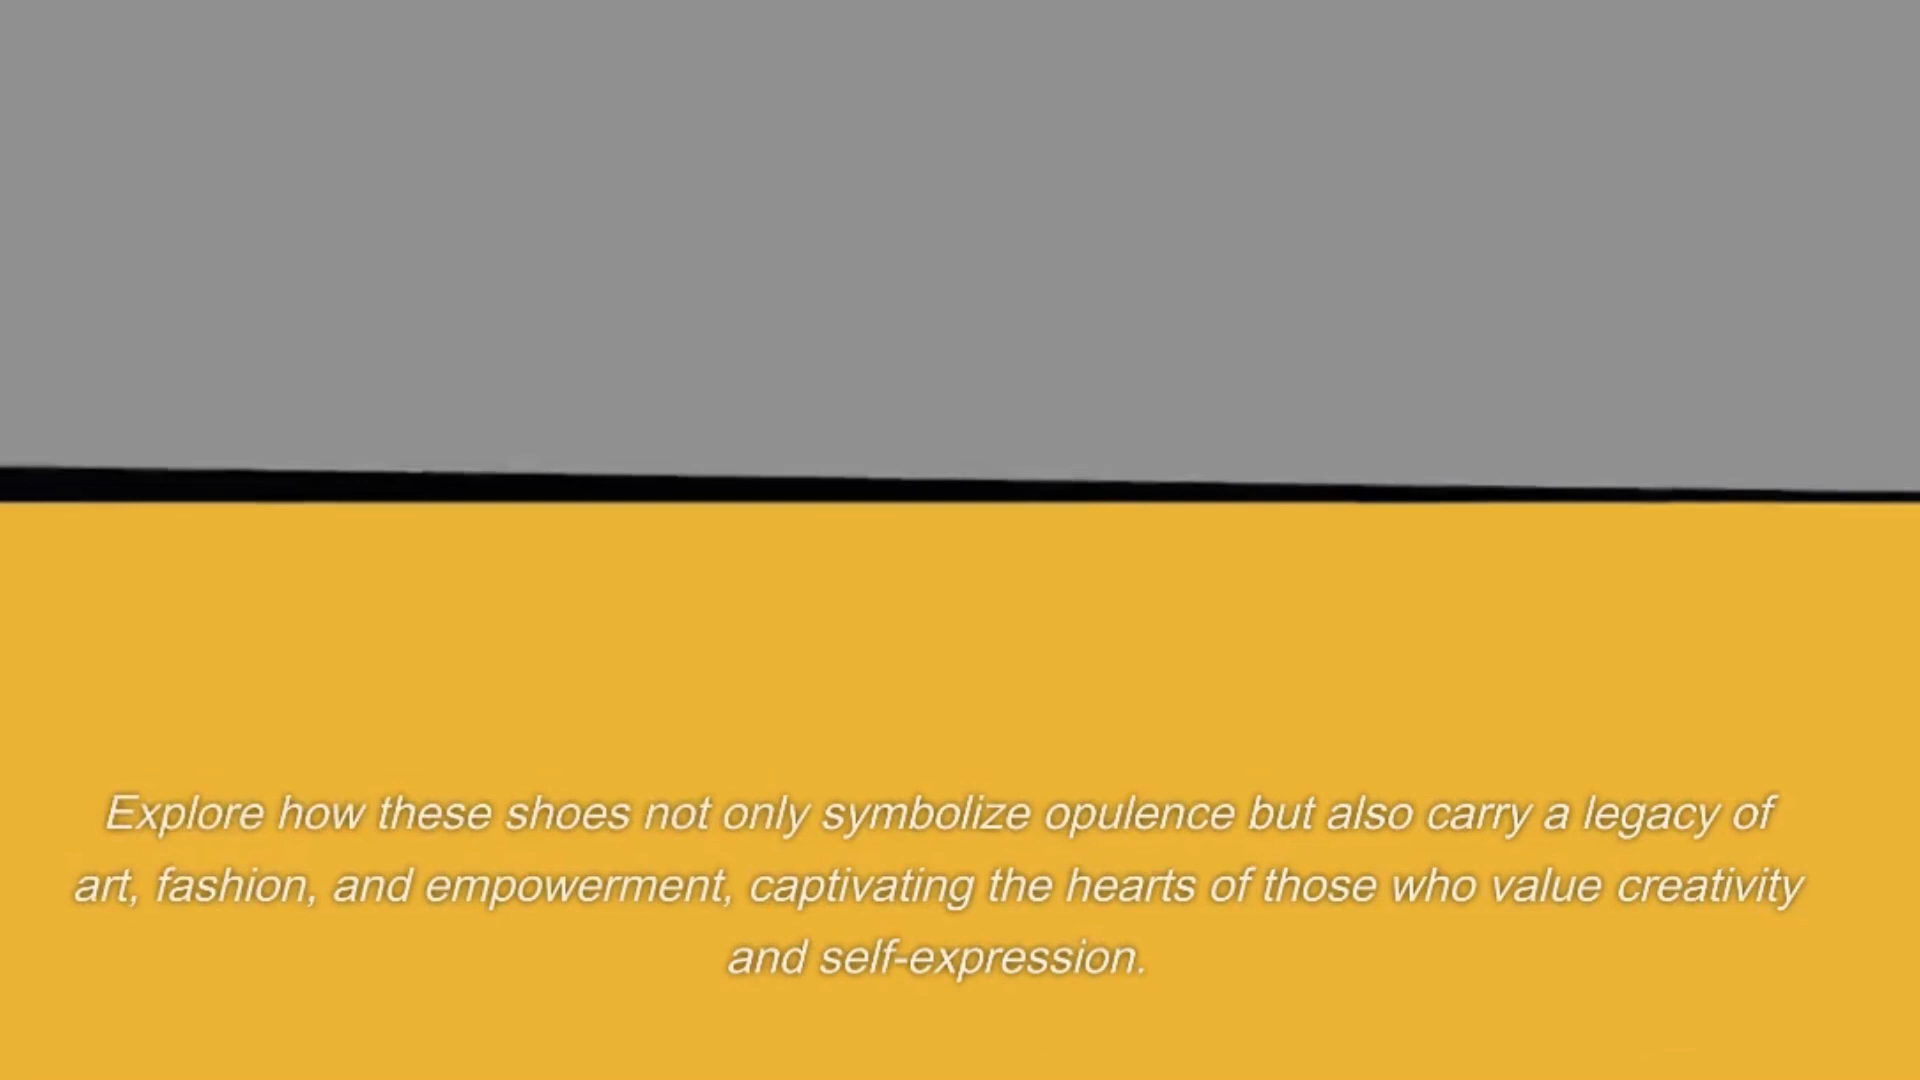 Explore how these shoes not only symbolize opulence but also carry a legacy of
art, fashion, and empowerment, captivating the hearts of those who value creativity
and self-expression.